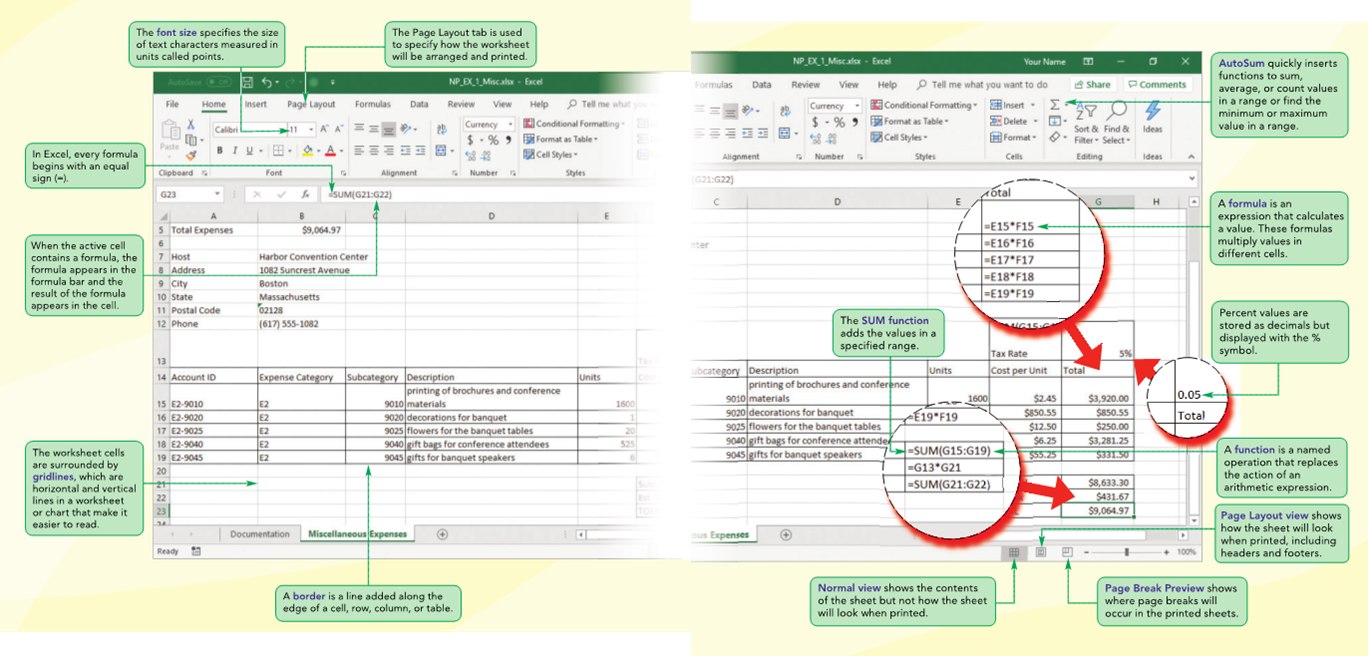 The font size specifies the size
of text characters measured in
units called points.
The Page Layout tab is used
to specify how the worksheet
will be arranged and printed.
In Excel, every formula
begins with an equal
sign (=).
When the active cell
contains a formula, the
formula appears in the
formula bar and the
result of the formula
appears in the cell.
The worksheet cells
are surrounded by
gridlines, which are
horizontal and vertical
lines in a worksheet
or chart that make it
easier to read.
A border is a line added along the
edge of a cell, row, column, or table.
AutoSave Off NP_EX_1_Misc.xlsx - Excel
File Home Insert Page Layout Formulas Data Review View Help Tell me what you
Paste Calibri 11 A A Currency Conditional Formatting
B I U A $ % , Format as Table
Cell Styles
Clipboard Font Alignment Number Styles
G23 fx =SUM(G21:G22)
A B C D E
5 Total Expenses $9,064.97
6
7 Host Harbor Convention Center
8 Address 1082 Suncrest Avenue
9 City Boston
10 State Massachusetts
11 Postal Code 02128
12 Phone (617) 555-1082
13
14 Account ID Expense Category Subcategory Description Units
printing of brochures and conference
15 E2-9010 E2 9010 materials 1600
16 E2-9020 E2 9020 decorations for banquet 1
17 E2-9025 E2 9025 flowers for the banquet tables 20
18 E2-9040 E2 9040 gift bags for conference attendees 525
19 E2-9045 E2 9045 gifts for banquet speakers 6
20
21
22
23
24
Documentation Miscellaneous Expenses
Ready
NP_EX_1_Misc.xlsx - Excel Your Name
Formulas Data Review View Help Tell me what you want to do Share Comments
Currency Conditional Formatting Insert Σ
$ % , Format as Table Delete Sort & Find & Ideas
Cell Styles Format Filter Select
Alignment Number Styles Cells Editing Ideas
(G21:G22)
C D E G H
nter
Total
=E15*F15
=E16*F16
=E17*F17
=E18*F18
=E19*F19
The SUM function
adds the values in a
specified range.
Tax Rate 5%
ubcategory Description Units Cost per Unit Total
printing of brochures and conference
9010 materials 1600 $2.45 $3,920.00
9020 decorations for banquet $850.55 $850.55
9025 flowers for the banquet tables $12.50 $250.00
9040 gift bags for conference attende $6.25 $3,281.25
9045 gifts for banquet speakers $55.25 $331.50
$8,633.30
$431.67
$9,064.97
=E19*F19
=SUM(G15:G19)
=G13*G21
=SUM(G21:G22)
0.05
Total
ous Expenses
100%
AutoSum quickly inserts
functions to sum,
average, or count values
in a range or find the
minimum or maximum
value in a range.
A formula is an
expression that calculates
a value. These formulas
multiply values in
different cells.
Percent values are
stored as decimals but
displayed with the %
symbol.
A function is a named
operation that replaces
the action of an
arithmetic expression.
Page Layout view shows
how the sheet will look
when printed, including
headers and footers.
Normal view shows the contents
of the sheet but not how the sheet
will look when printed.
Page Break Preview shows
where page breaks will
occur in the printed sheets.